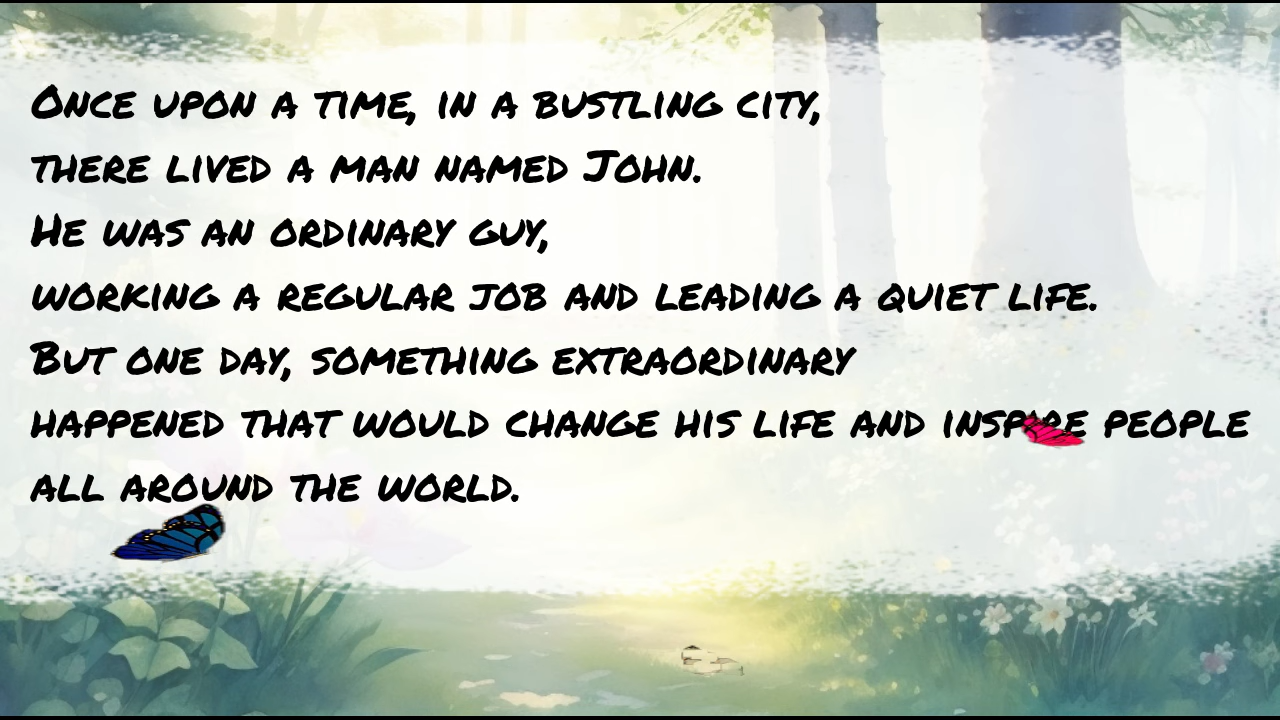 Once upon a time, in a bustling city,
there lived a man named John.
He was an ordinary guy,
working a regular job and leading a quiet life.
But one day, something extraordinary
happened that would change his life and inspire people
all around the world.